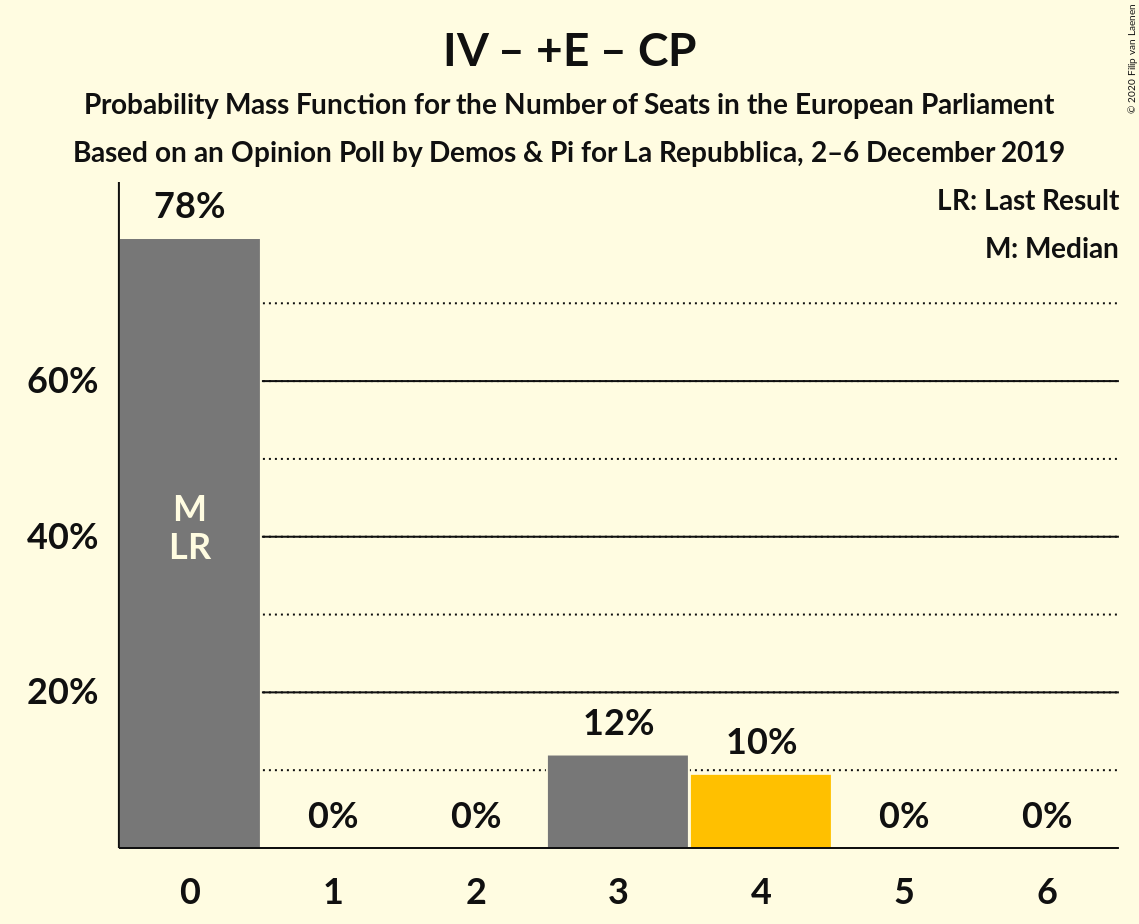 IV – +E – CP
Probability Mass Function for the Number of Seats in the European Parliament
Based on an Opinion Poll by Demos & Pi for La Repubblica, 2–6 December 2019
© 2020 Filip van Laenen
LR: Last Result
M: Median
78%
60%
40%
20%
M
LR
0%
0%
12%
10%
0%
0%
0
1
2
3
4
5
6